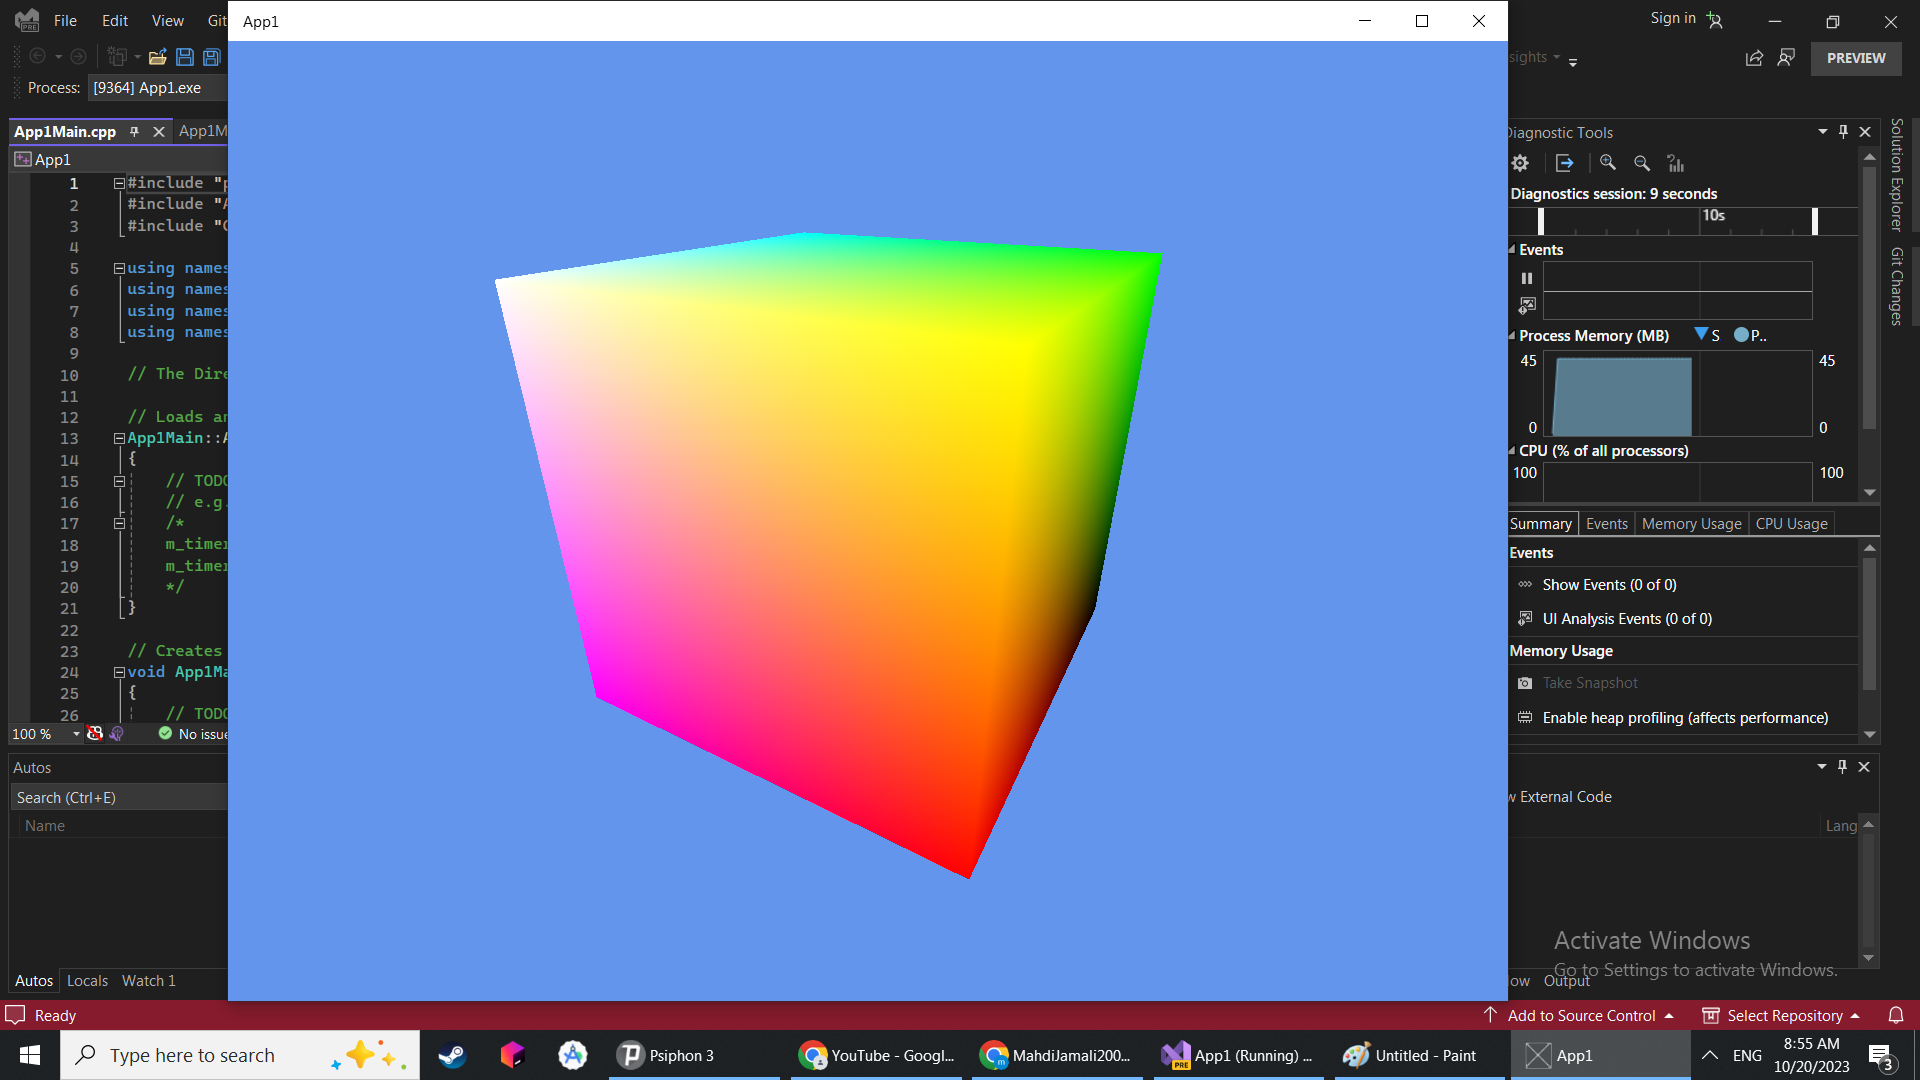 File Edit View Git
App1
Sign in
sights
PREVIEW
Process: [9364] App1.exe
App1Main.cpp App1M
App1
1 #include "p
2 #include "A
3 #include "C
4
5 using names
6 using names
7 using names
8 using names
9
10 // The Dire
11
12 // Loads an
13 App1Main::A
14 {
15 // TODO
16 // e.g.
17 /*
18 m_timer
19 m_timer
20 */
21 }
22
23 // Creates
24 void App1Ma
25 {
26 // TODO
100 % No issue
Autos
Search (Ctrl+E)
Name
Autos Locals Watch 1
Diagnostic Tools
Diagnostics session: 9 seconds
10s
Events
Process Memory (MB) S P..
45 45
0 0
CPU (% of all processors)
100 100
Summary Events Memory Usage CPU Usage
Events
Show Events (0 of 0)
UI Analysis Events (0 of 0)
Memory Usage
Take Snapshot
Enable heap profiling (affects performance)
w External Code
Lang
ow Output
Solution Explorer
Git Changes
Activate Windows
Go to Settings to activate Windows.
Ready
Add to Source Control Select Repository
Type here to search
Psiphon 3
YouTube - Googl...
MahdiJamali200...
App1 (Running) ...
Untitled - Paint
App1
ENG
8:55 AM
10/20/2023
3